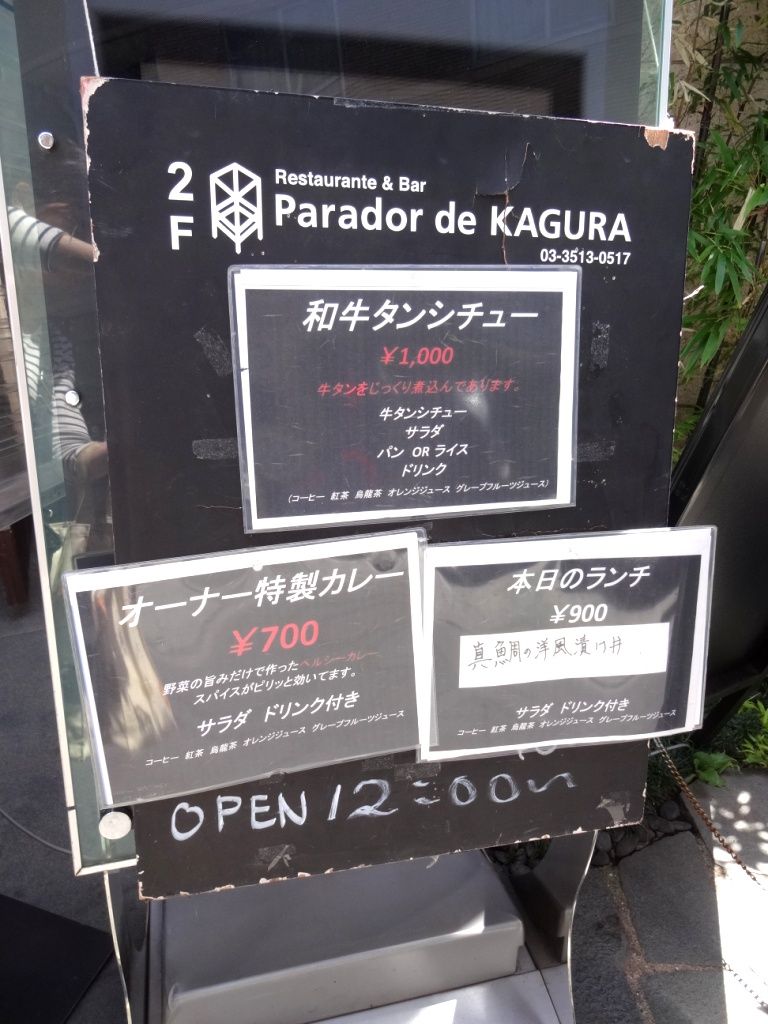 2F
Restaurante & Bar
Parador de KAGURA
03-3513-0517
和牛タンシチュー
￥1,000
牛タンをじっくり煮込んであります。
牛タンシチュー
サラダ
パン OR ライス
ドリンク
（コーヒー 紅茶 烏龍茶 オレンジジュース グレープフルーツジュース）
オーナー特製カレー
￥700
野菜の旨みだけで作ったヘルシーカレー
スパイスがピリッと効いてます。
サラダ ドリンク付き
コーヒー 紅茶 烏龍茶 オレンジジュース グレープフルーツジュース
本日のランチ
￥900
真鯛の洋風漬け丼
サラダ ドリンク付き
コーヒー 紅茶 烏龍茶 オレンジジュース グレープフルーツジュース
OPEN 12:00〜